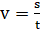 v = s/t